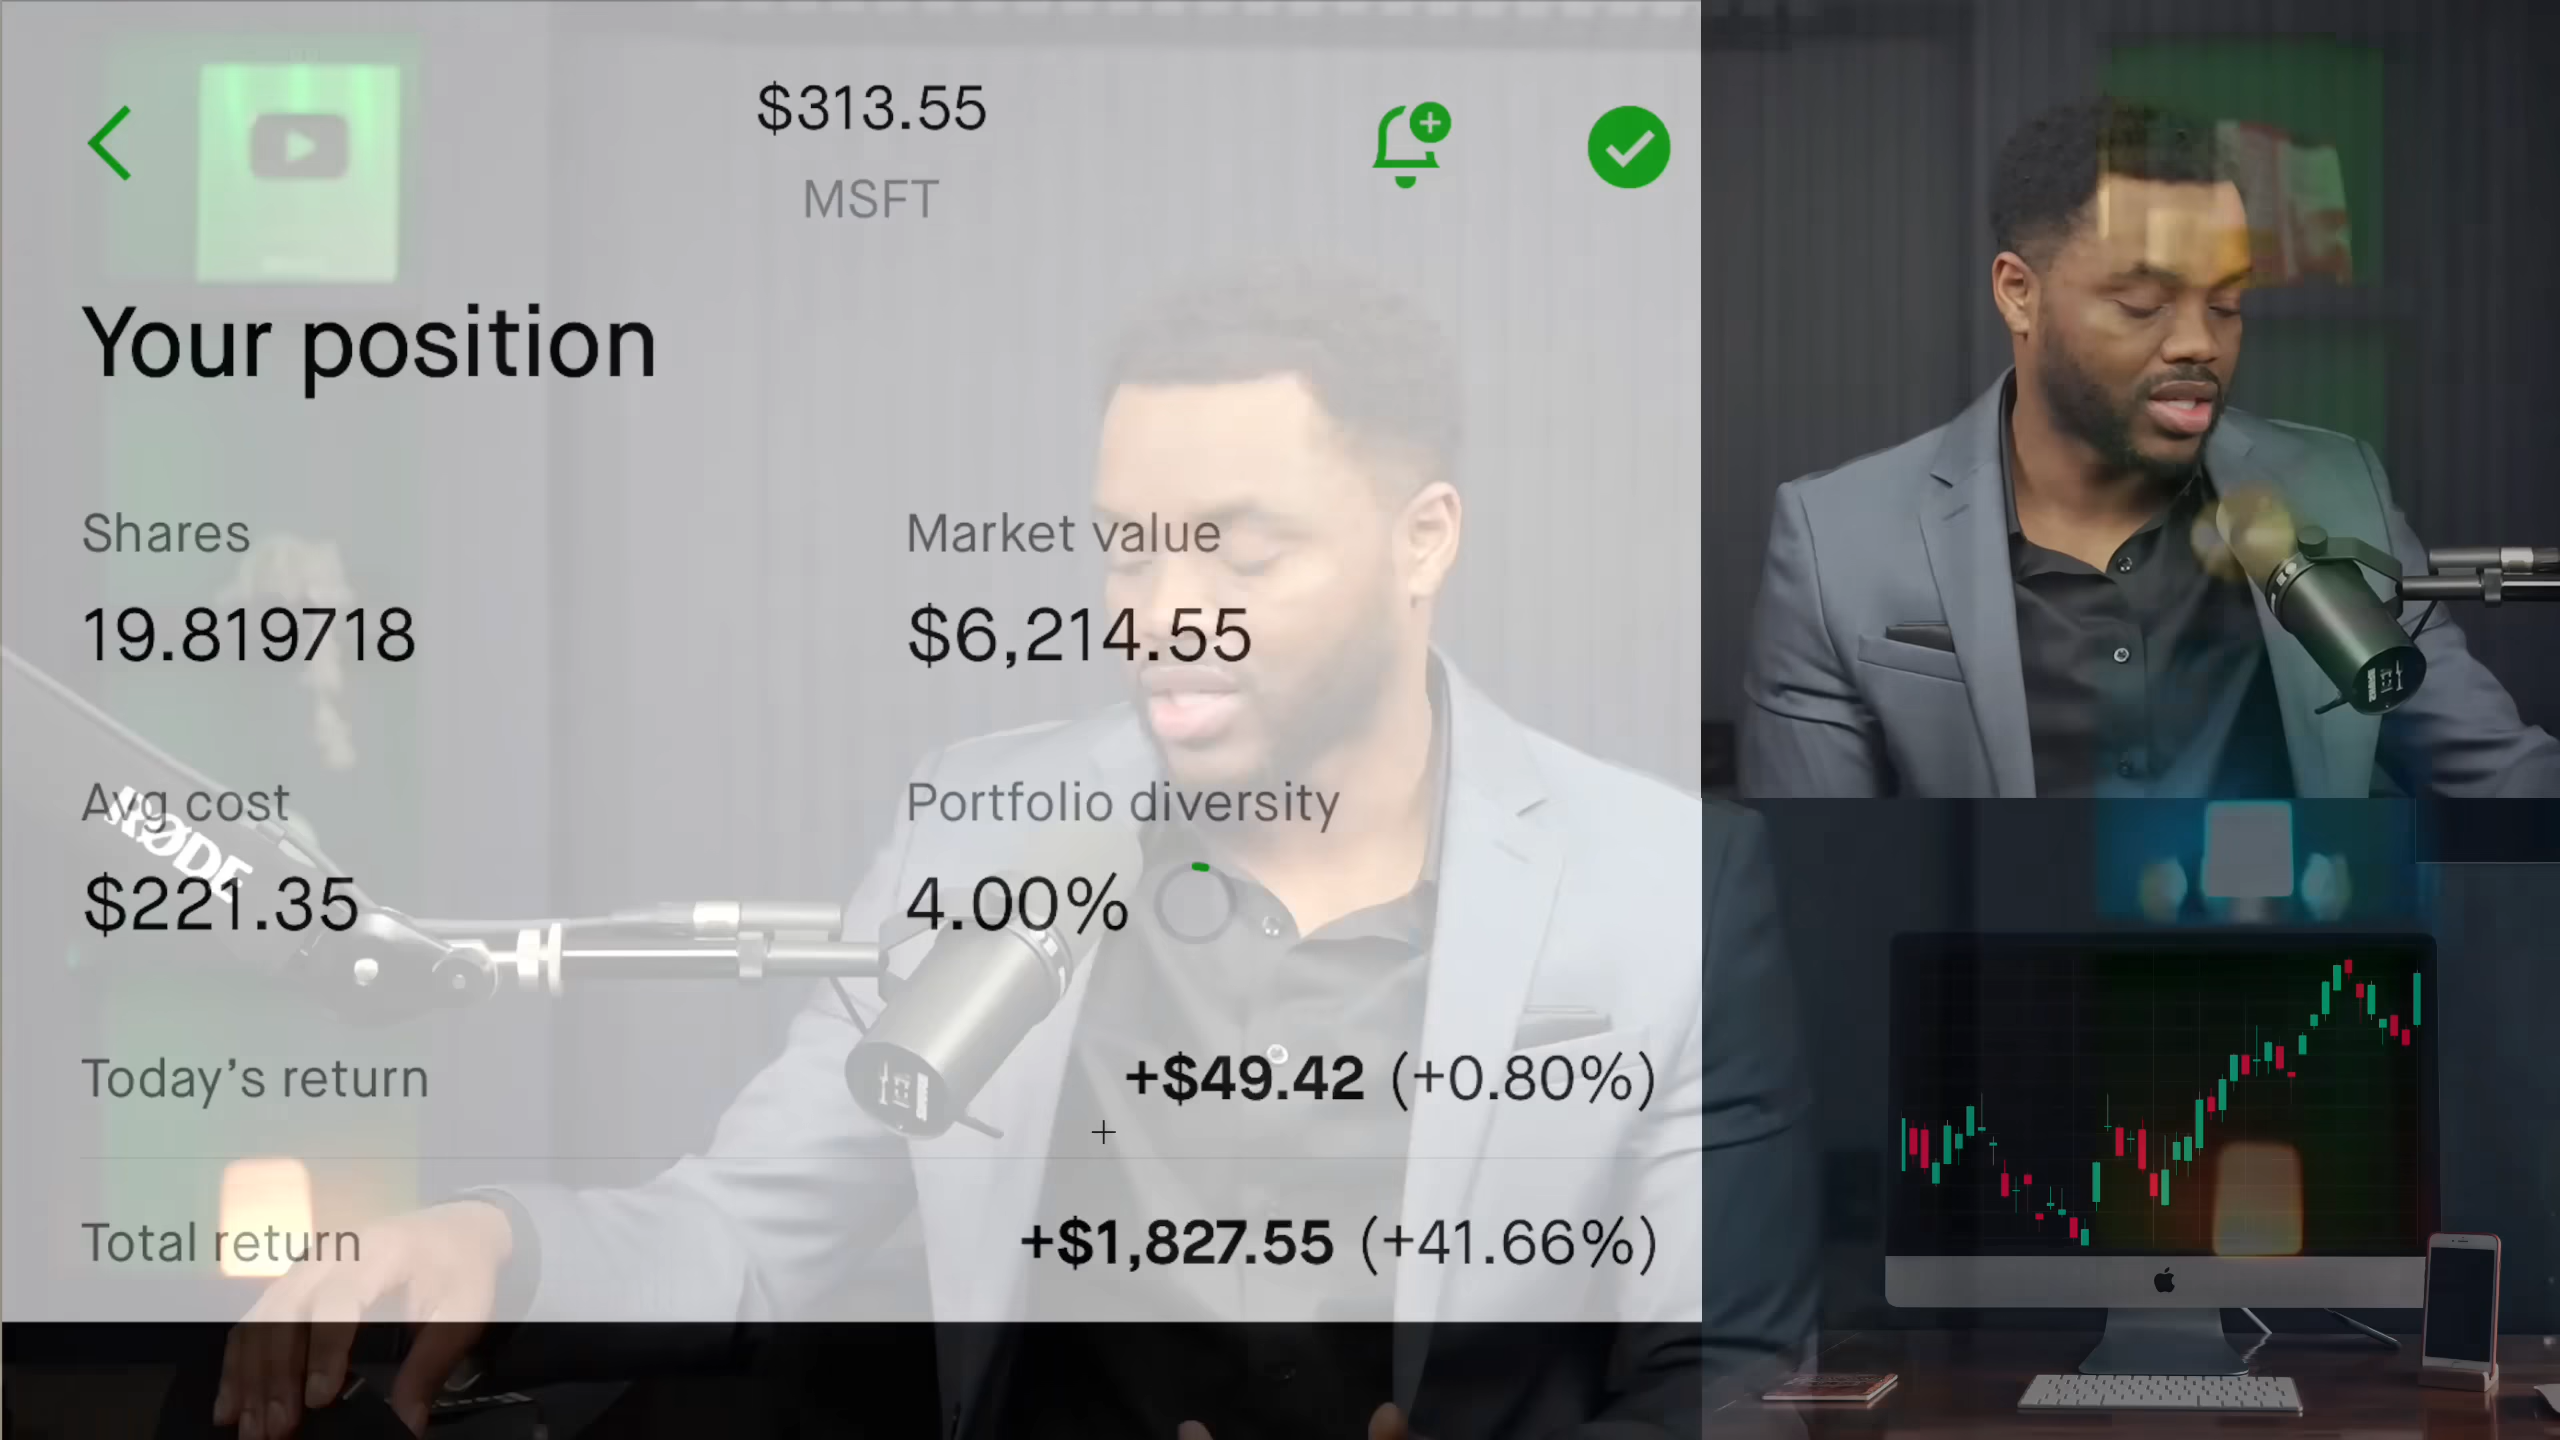 $313.55
MSFT
Your position
Shares
Market value
19.819718
$6,214.55
Avg cost
Portfolio diversity
RØDE
$221.35
4.00%
Today's return
+$49.42 (+0.80%)
Total return
+$1,827.55 (+41.66%)